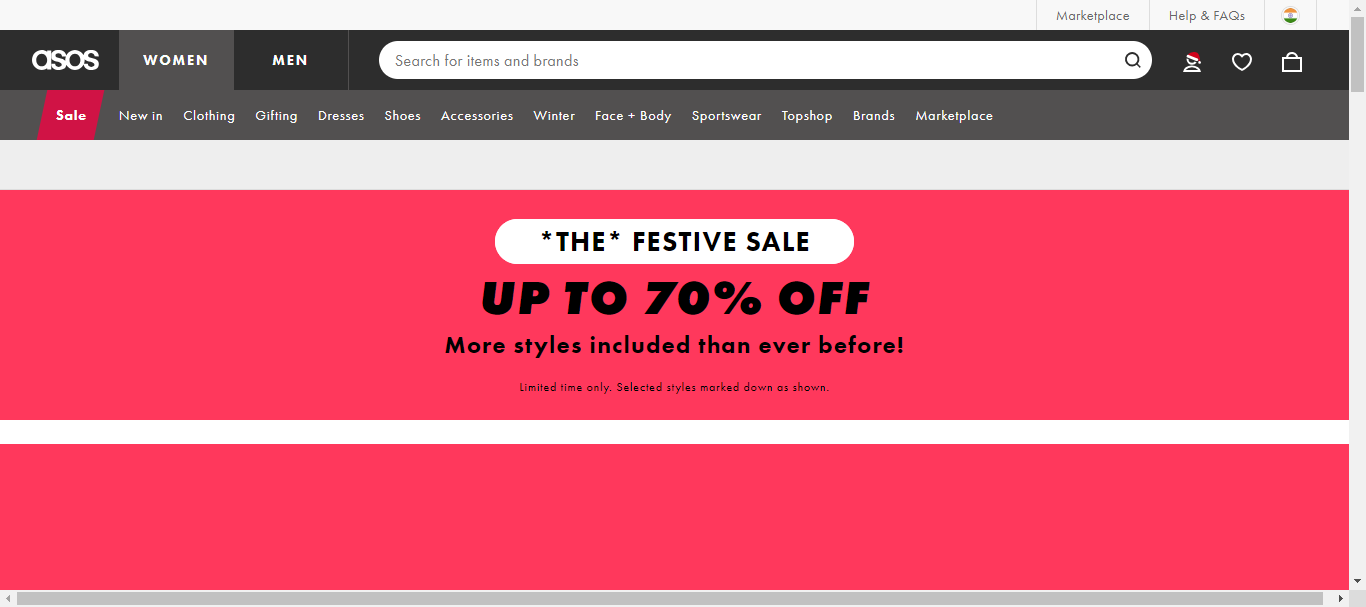 Marketplace Help & FAQs
asos WOMEN MEN Search for items and brands
Sale New in Clothing Gifting Dresses Shoes Accessories Winter Face + Body Sportswear Topshop Brands Marketplace
*THE* FESTIVE SALE
UP TO 70% OFF
More styles included than ever before!
Limited time only. Selected styles marked down as shown.